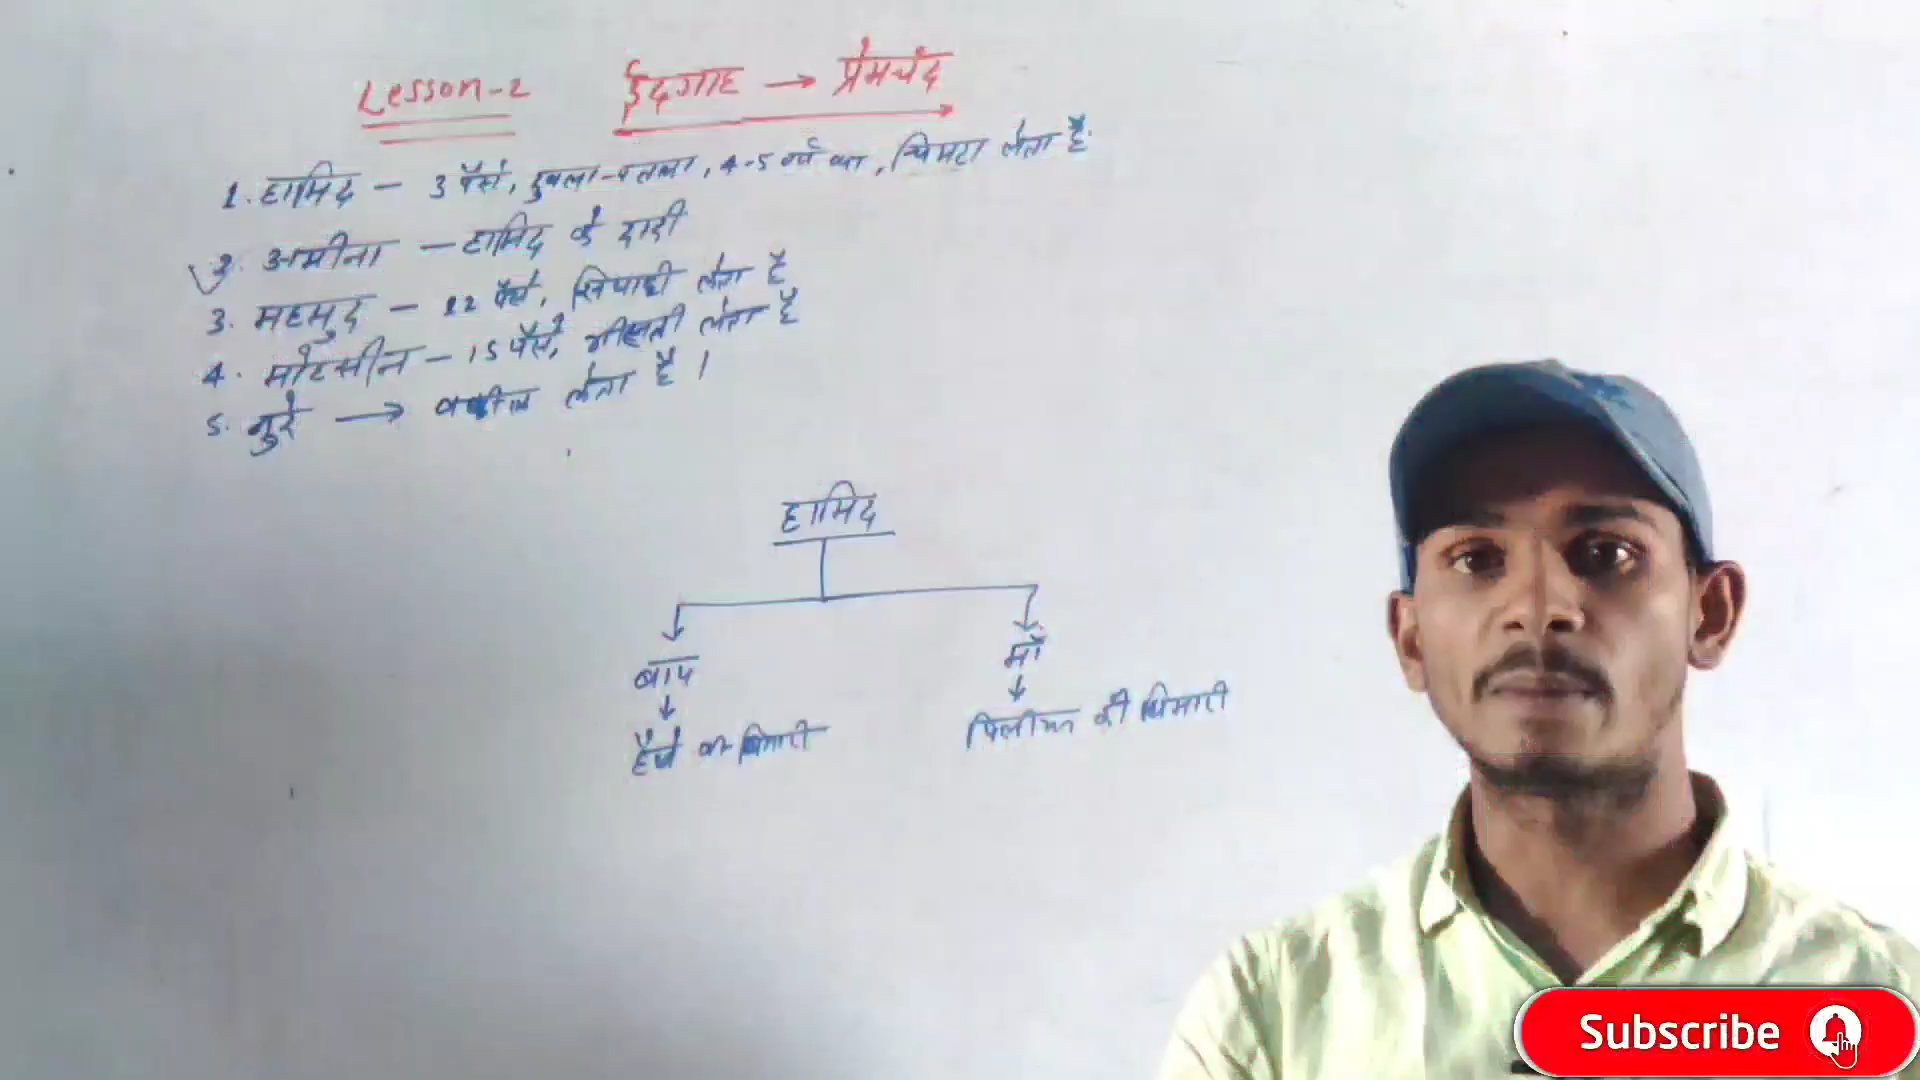 Lesson-2 ईदगाह → प्रेमचंद
1. हामिद - 3 पैसे, दुबला-पतला, 4-5 वर्ष का, चिमटा लेता है
2. अमीना - हामिद के दादी
3. महमुद - 12 पैसे, सिपाही लेता है
4. मोहसीन - 15 पैसे, भीश्ती लेता है
5. नुरे → वकील लेता है।
हामिद
बाप
माँ
↓
↓
हैजे की बिमारी
पिलीया की बिमारी
Subscribe